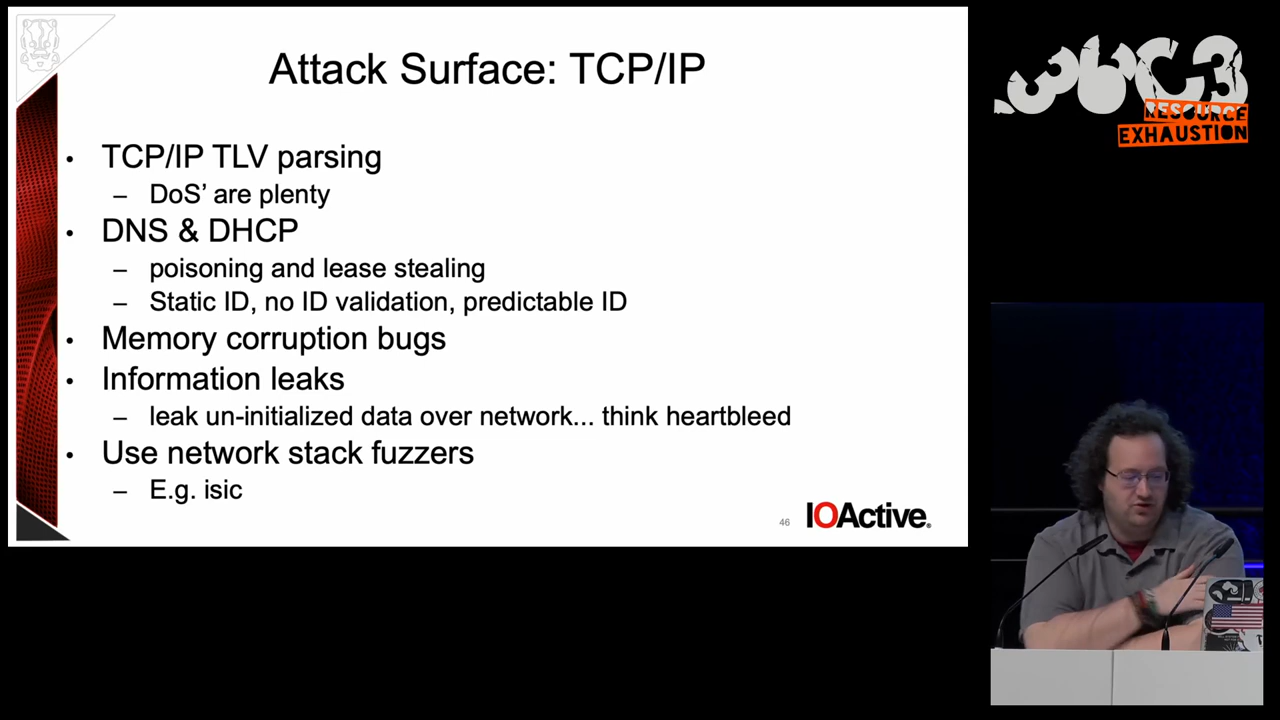 Attack Surface: TCP/IP
• TCP/IP TLV parsing
– DoS’ are plenty
• DNS & DHCP
– poisoning and lease stealing
– Static ID, no ID validation, predictable ID
• Memory corruption bugs
• Information leaks
– leak un-initialized data over network... think heartbleed
• Use network stack fuzzers
– E.g. isic
46
IOActive®
36C3
RESOURCE
EXHAUSTION